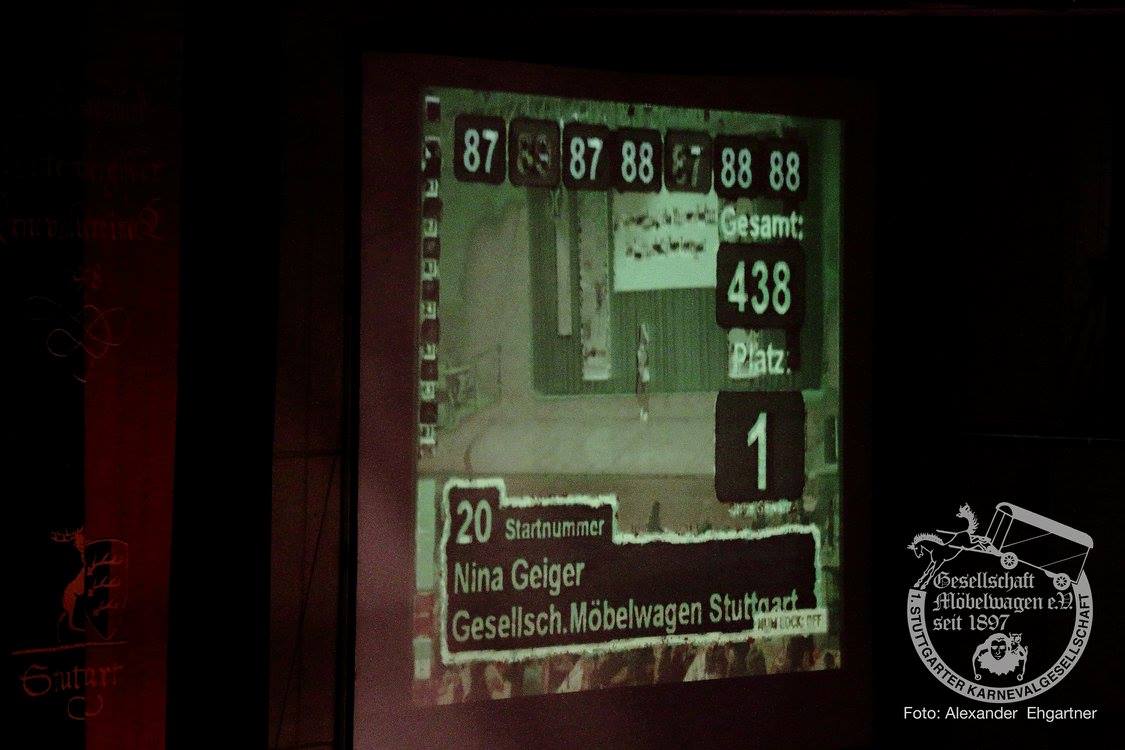 87 89 87 88 87 88 88
Gesamt:
438
Platz:
1
20 Startnummer
Nina Geiger
Gesellsch.Möbelwagen Stuttgart
NUM LOCK: OFF
Gesellschaft
Möbelwagen e.V.
seit 1897
1. STUTTGARTER KARNEVALGESELLSCHAFT
Foto: Alexander Ehgartner